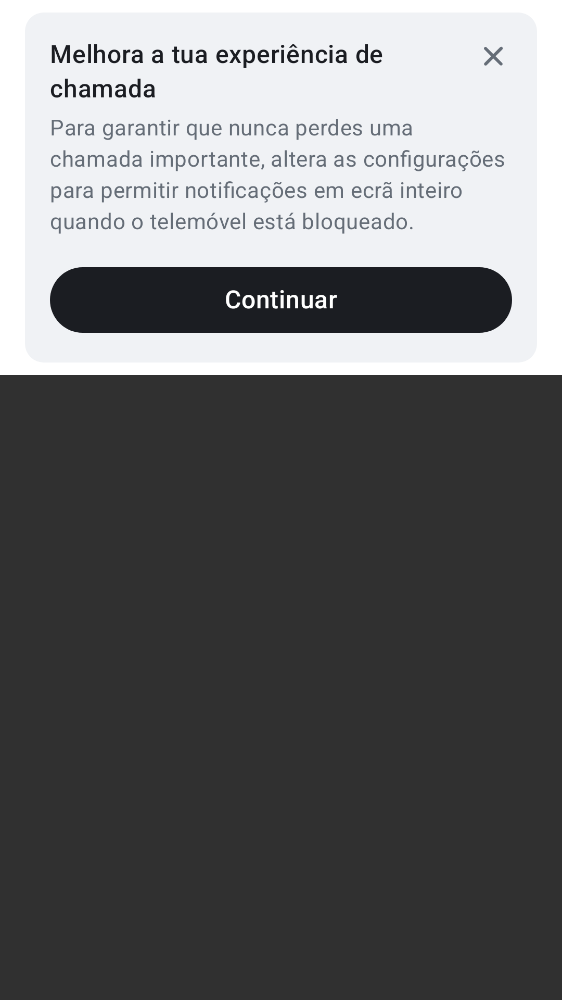 Melhora a tua experiência de
chamada
Para garantir que nunca perdes uma
chamada importante, altera as configurações
para permitir notificações em ecrã inteiro
quando o telemóvel está bloqueado.
Continuar